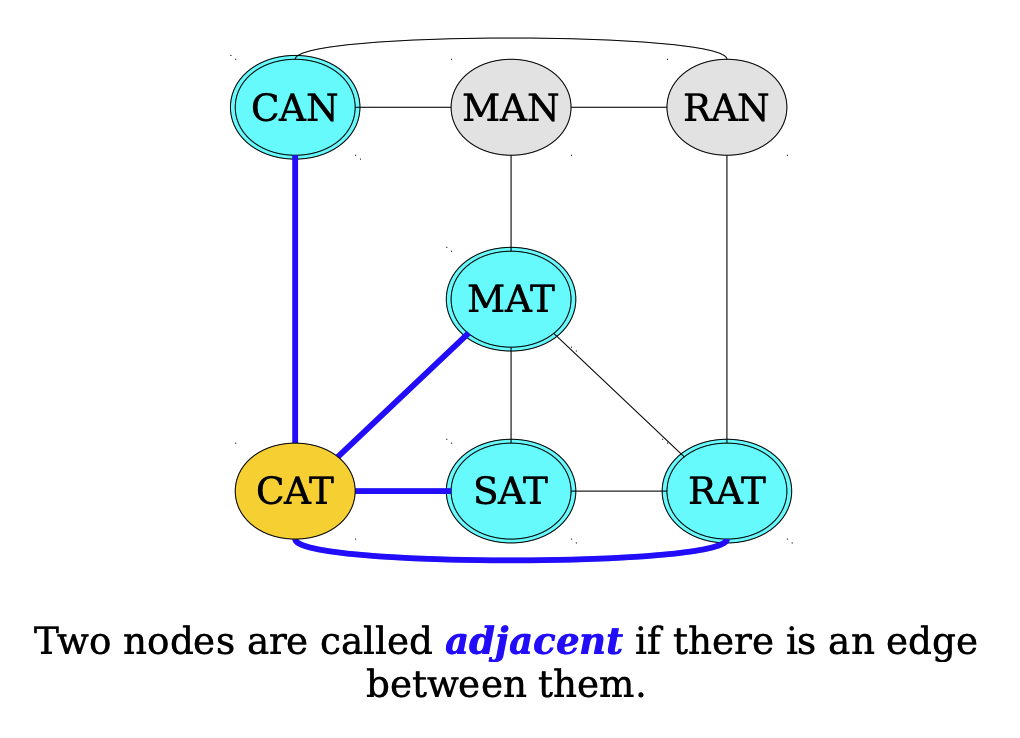 CAN MAN RAN
MAT
CAT SAT RAT
Two nodes are called adjacent if there is an edge
between them.